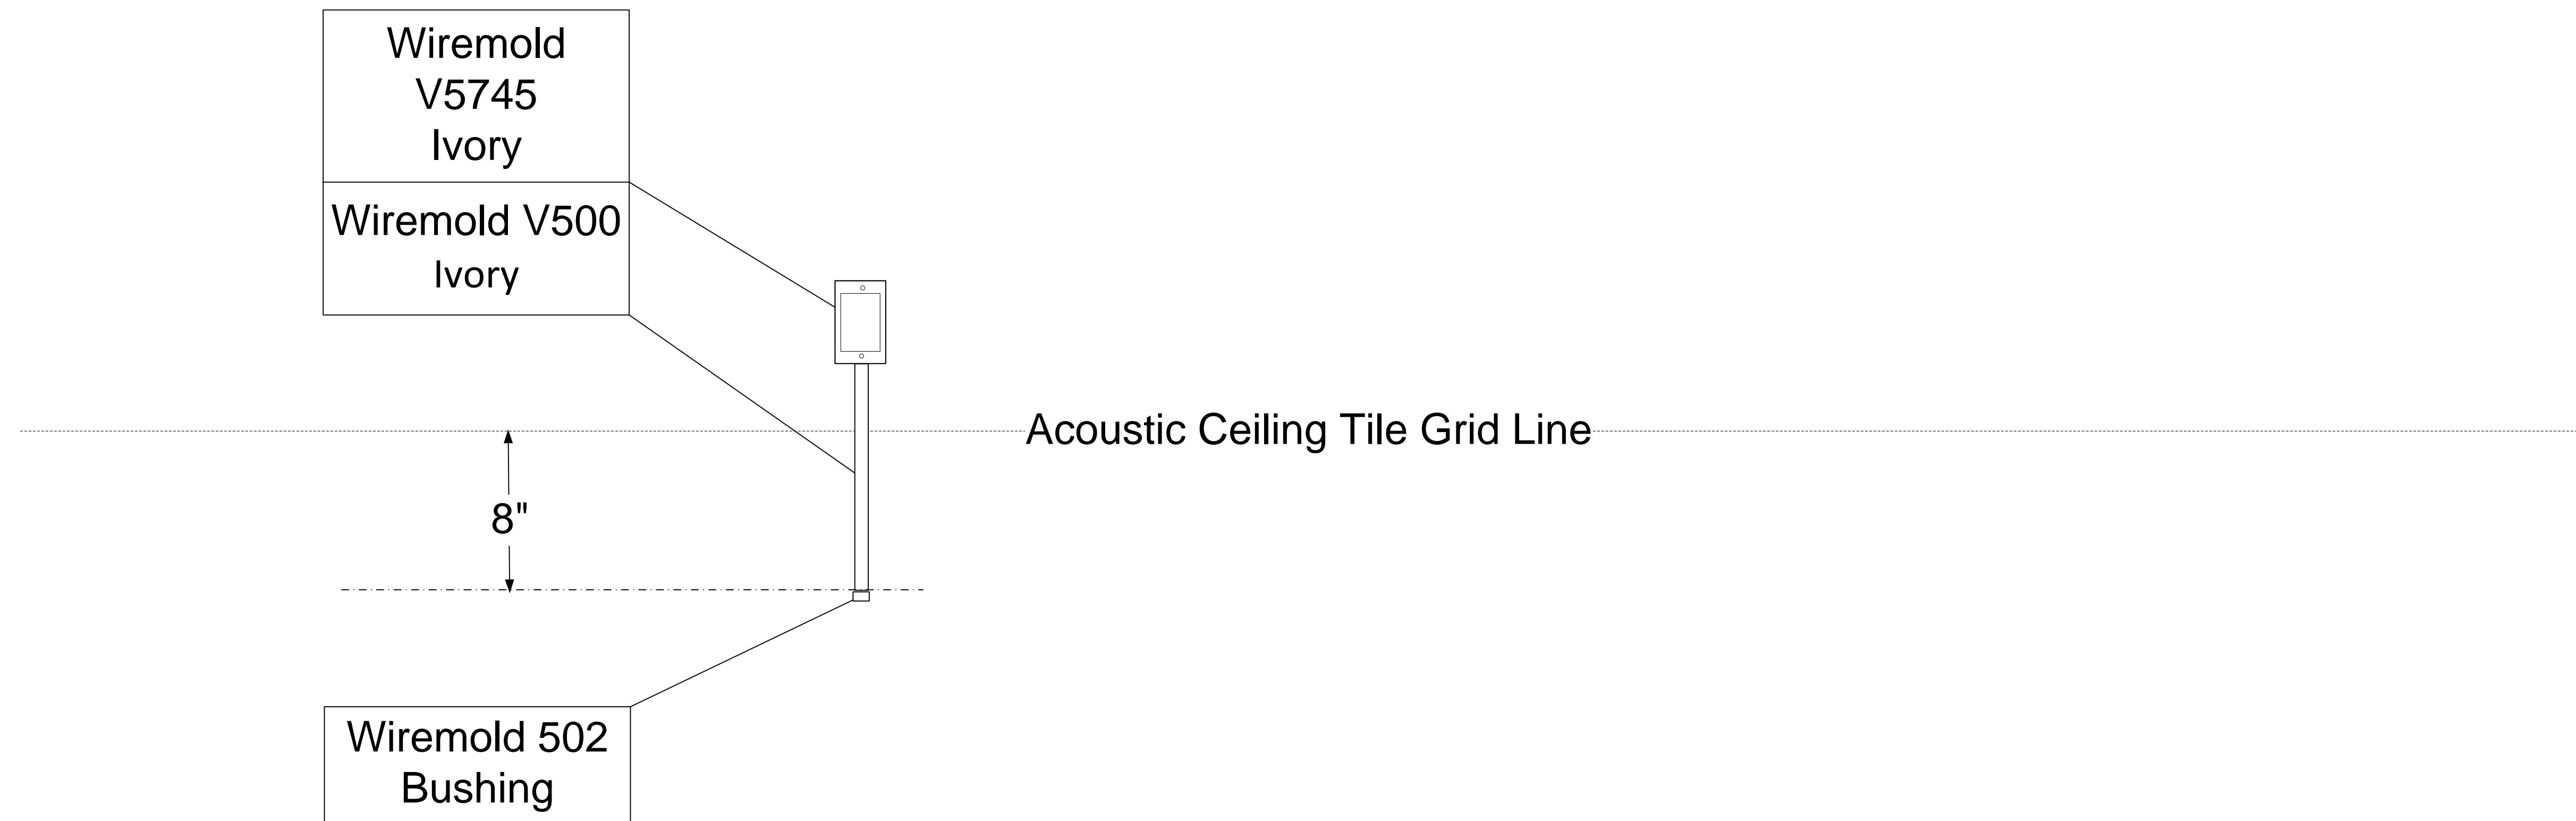 Wiremold
V5745
Ivory
Wiremold V500
Ivory
Acoustic Ceiling Tile Grid Line
8"
Wiremold 502
Bushing